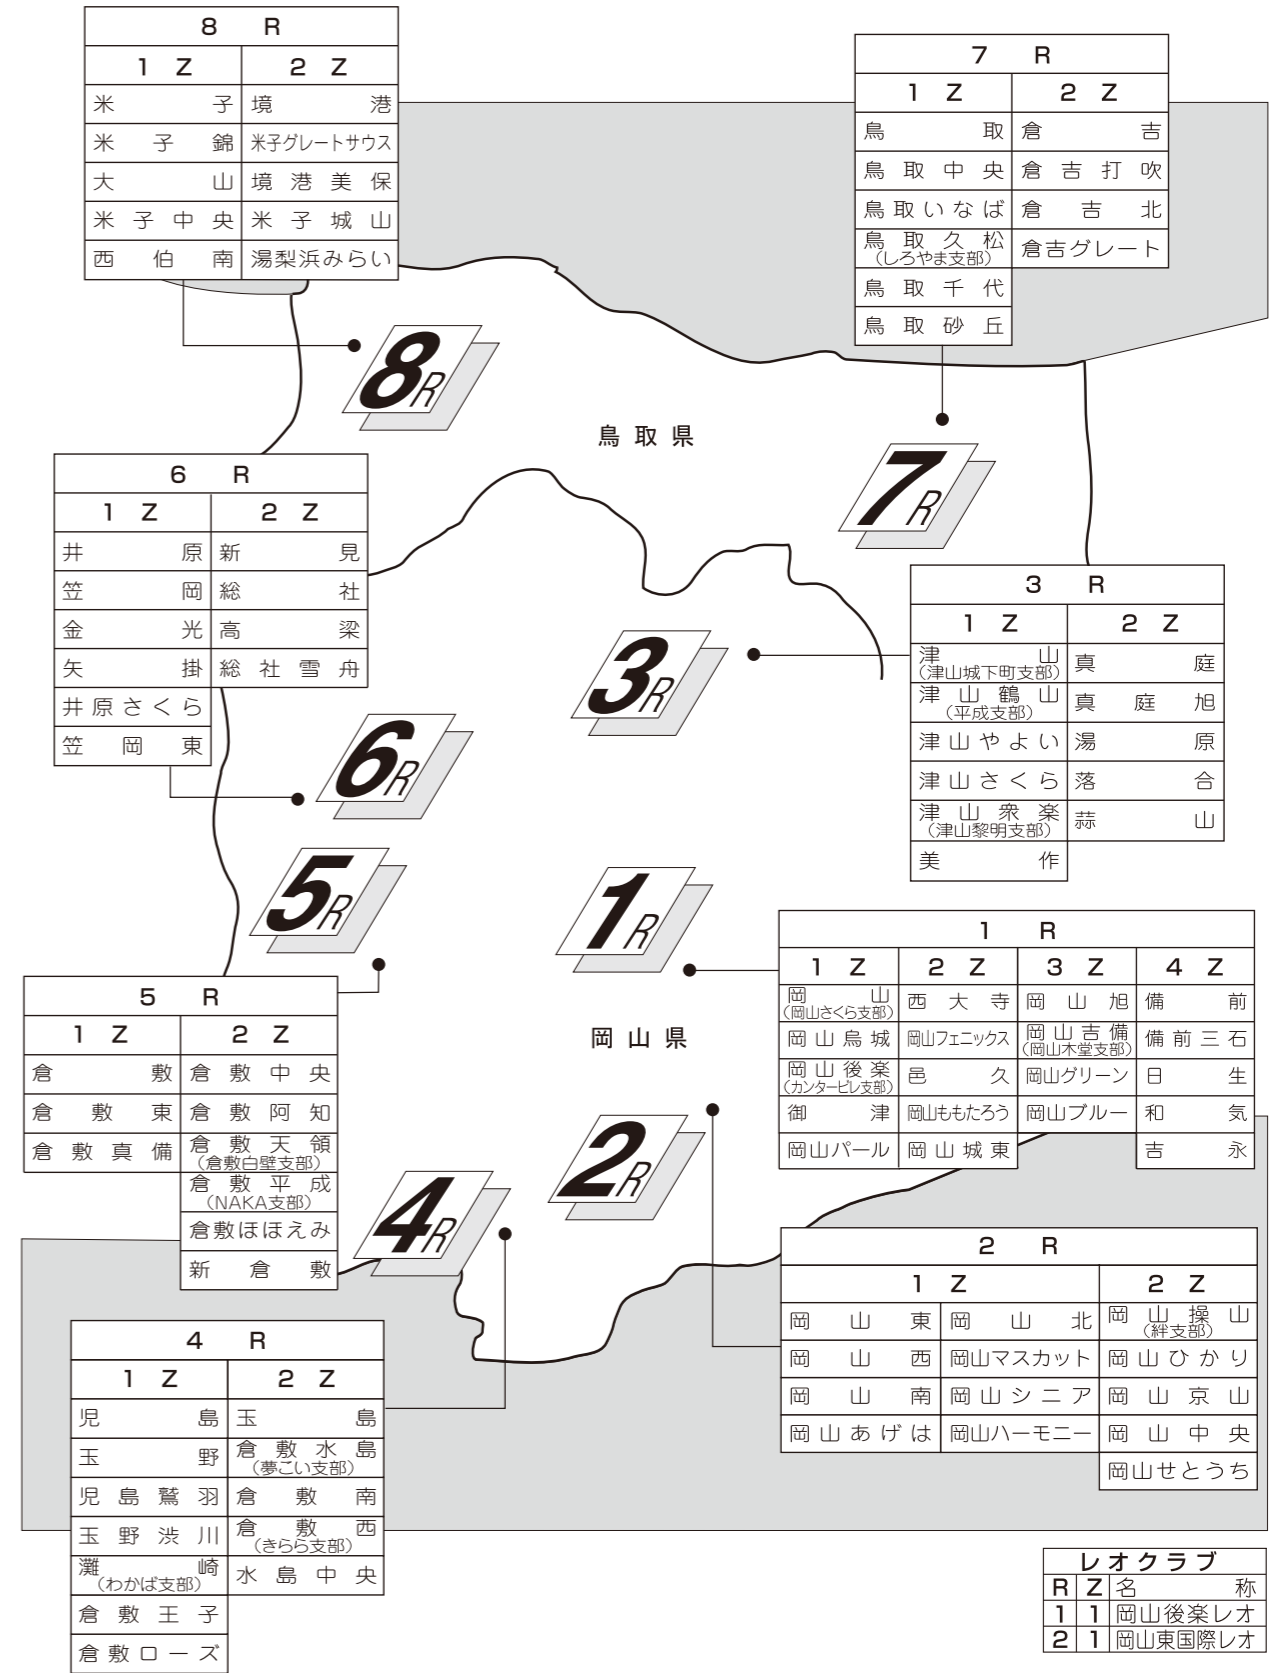 8 R
1 Z 2 Z
米子 境港
米子錦 米子グレートサウス
大山 境港美保
米子中央 米子城山
西伯南 湯梨浜みらい
7 R
1 Z 2 Z
鳥取 倉吉
鳥取中央 倉吉打吹
鳥取いなば 倉吉北
鳥取久松 倉吉グレート
(しろやま支部)
鳥取千代
鳥取砂丘
8R
鳥取県
7R
6 R
1 Z 2 Z
井原 新見
笠岡 総社
金光 高梁
矢掛 総社雪舟
井原さくら
笠岡東
3 R
1 Z 2 Z
津山 真庭
(津山城下町支部)
津山鶴山 真庭旭
(平成支部)
津山やよい 湯原
津山さくら 落合
津山衆楽 蒜山
(津山黎明支部)
美作
3R
6R
5R
1R
1 R
1 Z 2 Z 3 Z 4 Z
岡山 西大寺 岡山旭 備前
(岡山さくら支部)
岡山烏城 岡山フェニックス 岡山吉備 備前三石
(岡山木堂支部)
岡山後楽 邑久 岡山グリーン 日生
(カンタービレ支部)
御津 岡山ももたろう 岡山ブルー 和気
岡山パール 岡山城東 吉永
5 R
1 Z 2 Z
倉敷 倉敷中央
倉敷東 倉敷阿知
倉敷真備 倉敷天領
(倉敷白壁支部)
倉敷平成
(NAKA支部)
倉敷ほほえみ
新倉敷
岡山県
2R
4R
2 R
1 Z 2 Z
岡山東 岡山北 岡山操山
(絆支部)
岡山西 岡山マスカット 岡山ひかり
岡山南 岡山シニア 岡山京山
岡山あげは 岡山ハーモニー 岡山中央
岡山せとうち
4 R
1 Z 2 Z
児島 玉島
玉野 倉敷水島
(夢こい支部)
児島鷲羽 倉敷南
玉野渋川 倉敷西
(きらら支部)
灘崎 水島中央
(わかば支部)
倉敷王子
倉敷ローズ
レオクラブ
R Z 名称
1 1 岡山後楽レオ
2 1 岡山東国際レオ